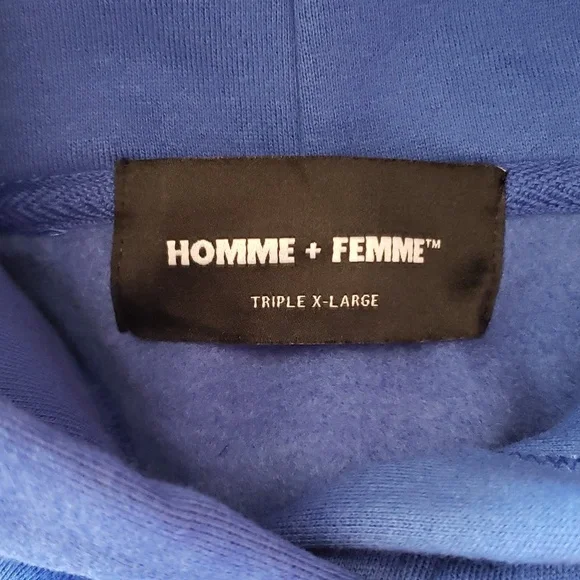 HOMME + FEMME™
TRIPLE X-LARGE